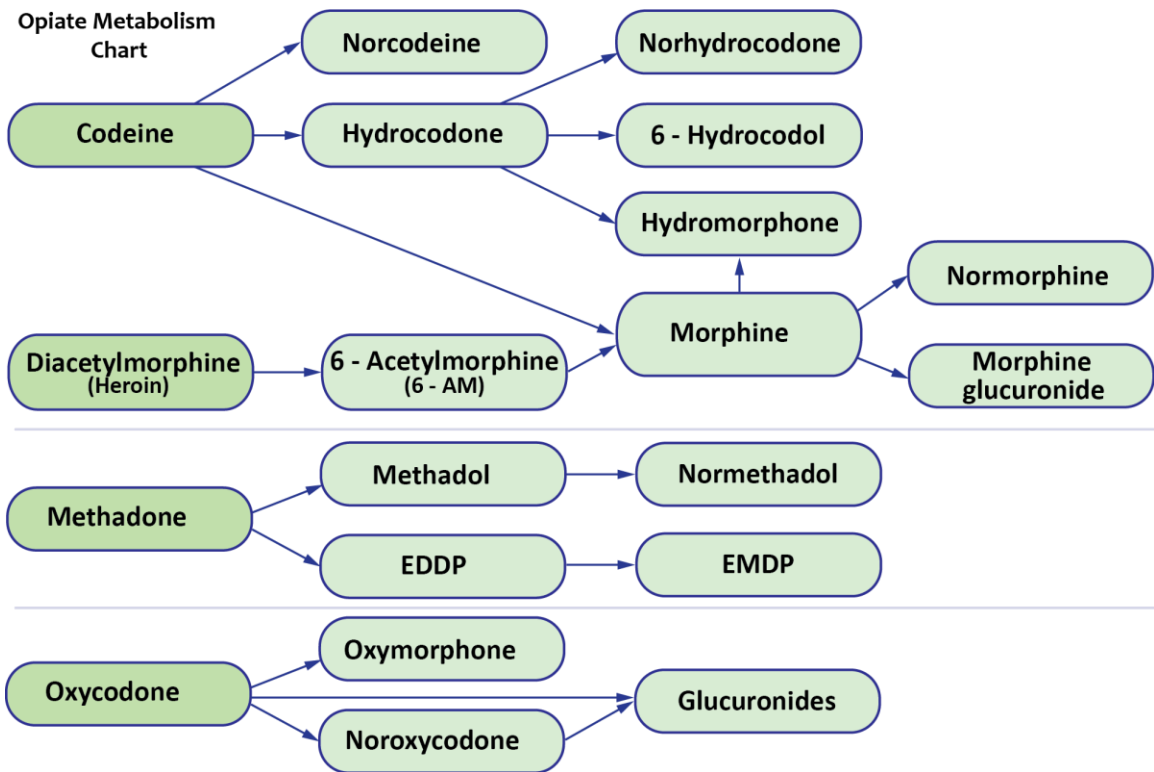 Opiate Metabolism
Chart
Norcodeine
Norhydrocodone
Codeine
Hydrocodone
6 - Hydrocodol
Hydromorphone
Normorphine
Morphine
Diacetylmorphine
(Heroin)
6 - Acetylmorphine
(6 - AM)
Morphine
glucuronide
Methadol
Normethadol
Methadone
EDDP
EMDP
Oxymorphone
Oxycodone
Glucuronides
Noroxycodone